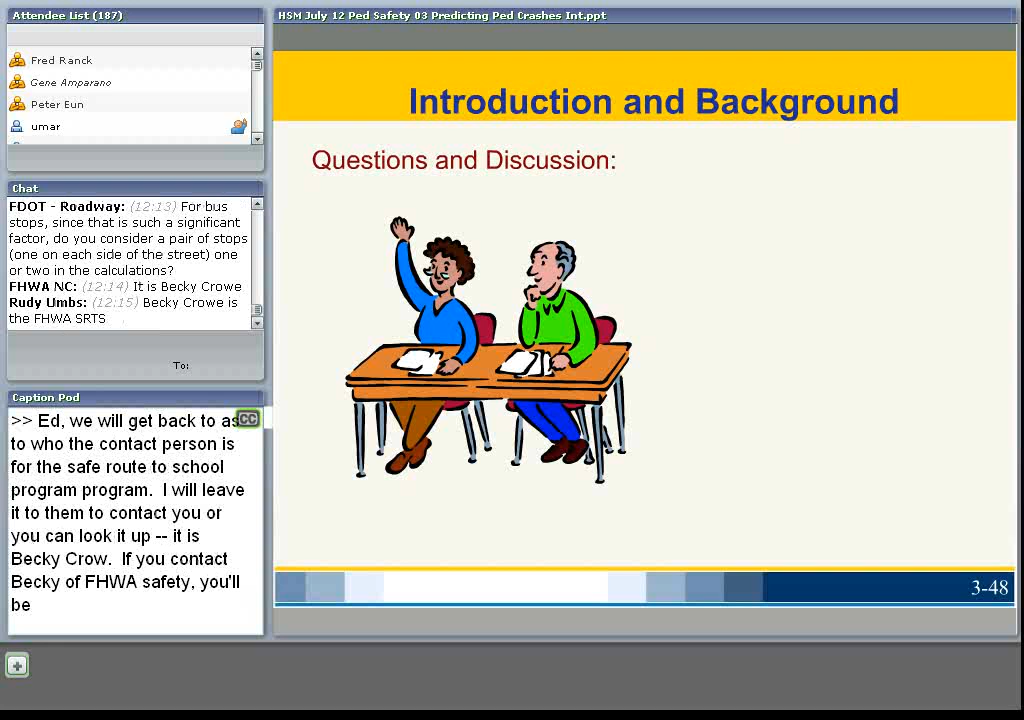 Attendee List (187)
Fred Ranck
Gene Amparano
Peter Eun
umar
Chat
FDOT - Roadway: (12:13) For bus
stops, since that is such a significant
factor, do you consider a pair of stops
(one on each side of the street) one
or two in the calculations?
FHWA NC: (12:14) It is Becky Crowe
Rudy Umbs: (12:15) Becky Crowe is
the FHWA SRTS
To:
Caption Pod
>> Ed, we will get back to as
CC
to who the contact person is
for the safe route to school
program program. I will leave
it to them to contact you or
you can look it up -- it is
Becky Crow. If you contact
Becky of FHWA safety, you'll
be
HSM July 12 Ped Safety 03 Predicting Ped Crashes Int.ppt
Introduction and Background
Questions and Discussion:
3-48